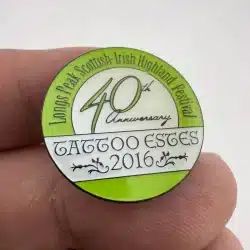 Longs Peak Scottish-Irish Highland Festival
40th
Anniversary
TATTOO ESTES
2016